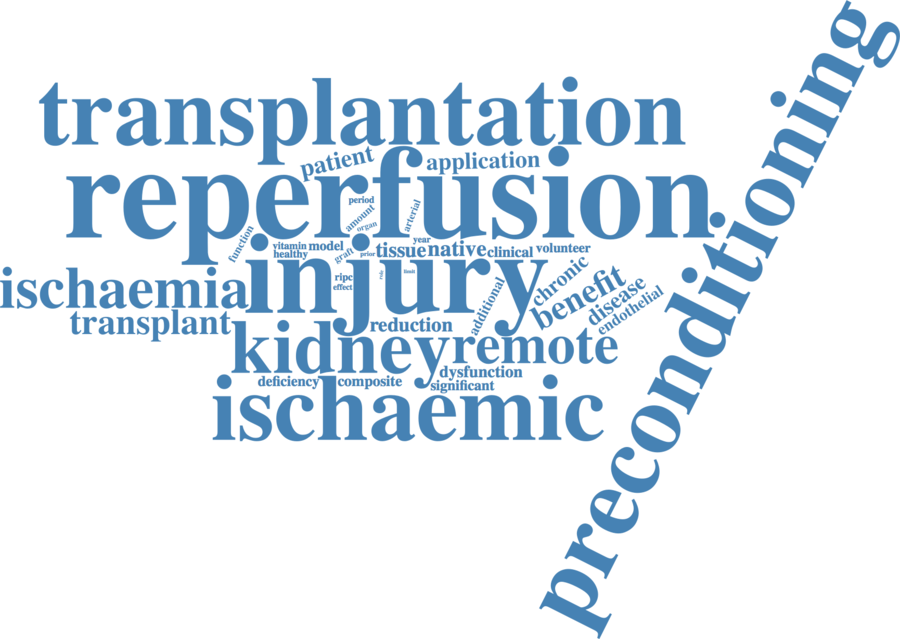 transplantation
preconditioning
patient
application
reperfusion
period
amount
organ
arterial
function
year
vitamin
model
healthy
graft
prior
tissue
native
clinical
volunteer
injury
ischaemia
ripc
effect
role
limit
additional
chronic
benefit
disease
endothelial
transplant
reduction
kidney
remote
dysfunction
deficiency
composite
significant
ischaemic